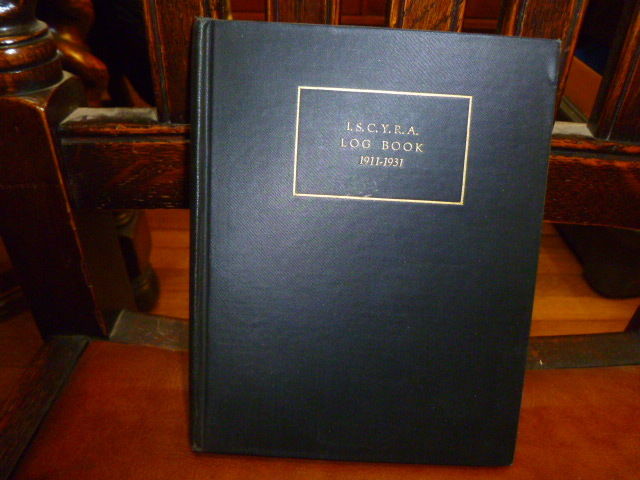 I. S. C. Y. R. A.
LOG BOOK
1911-1931